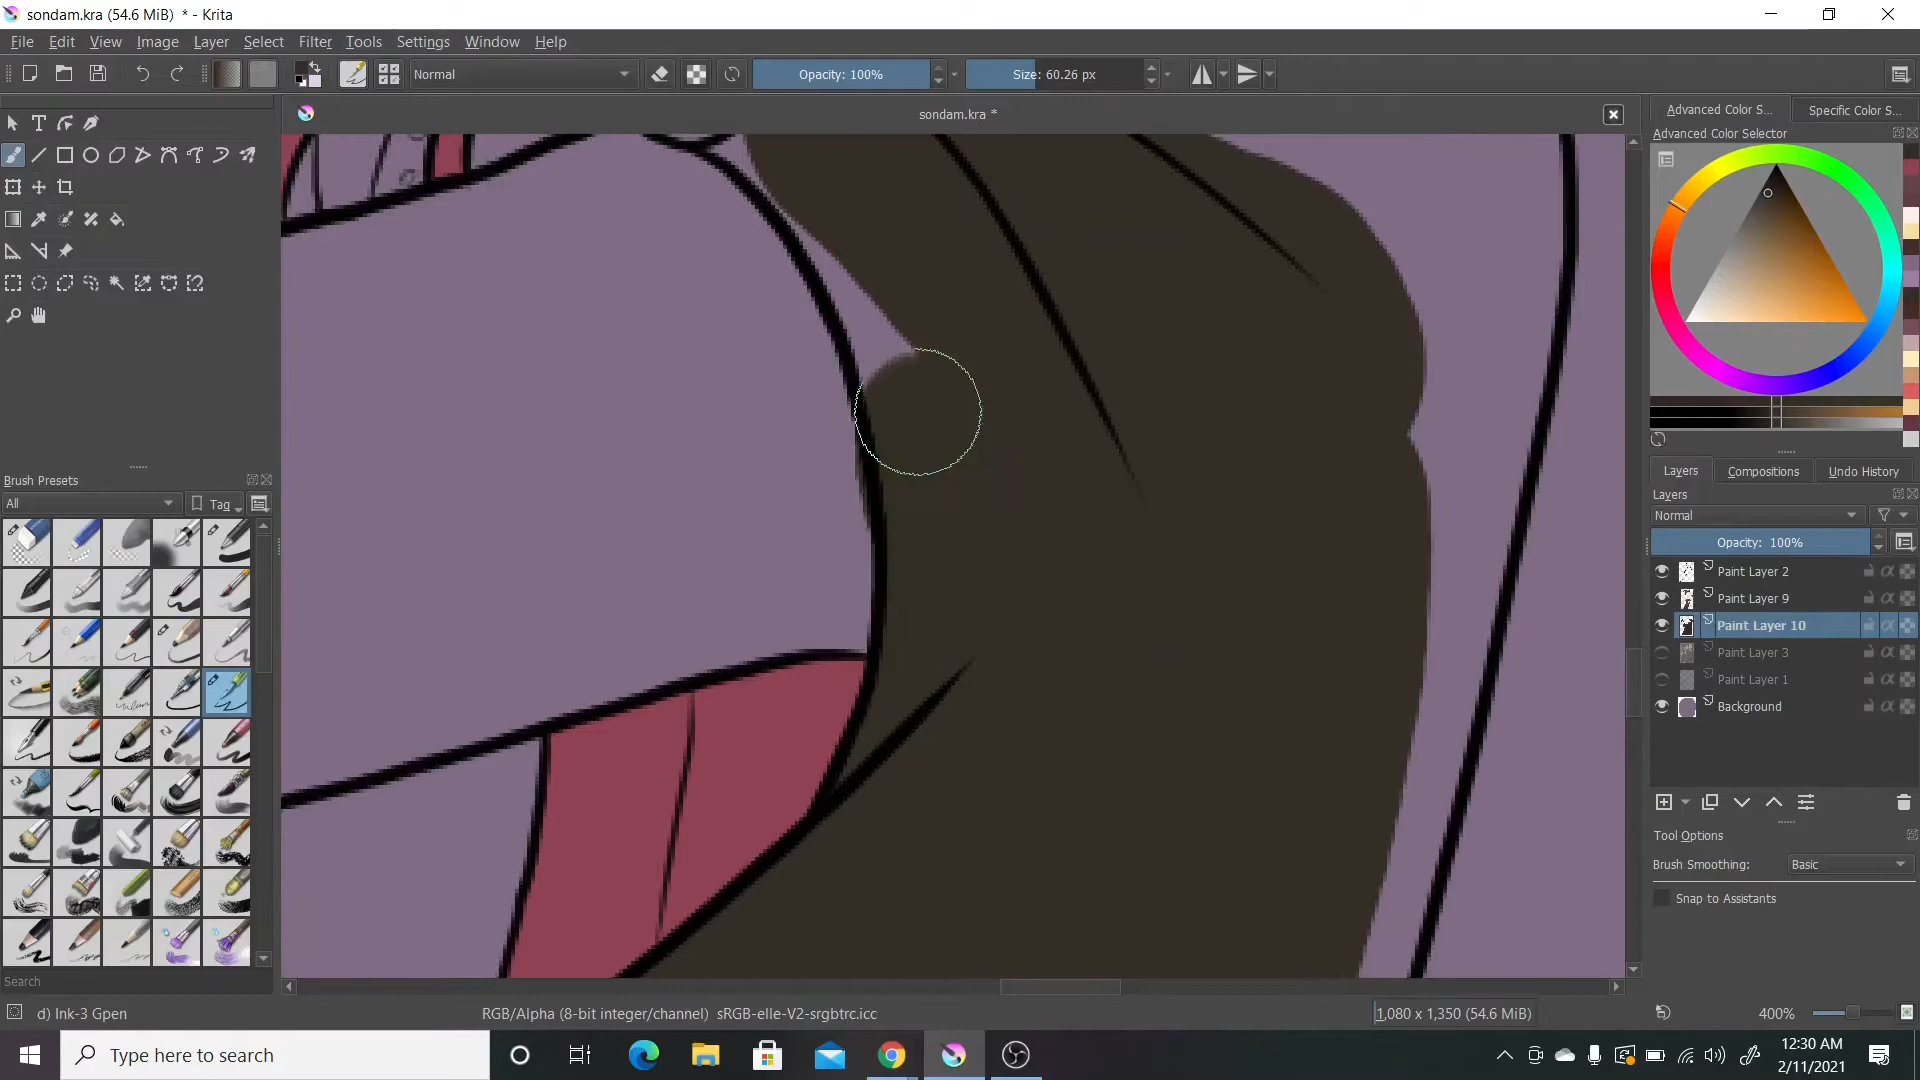 sondam.kra (54.6 MiB) * - Krita
File Edit View Image Layer Filter Select Tools Settings Window Help
Normal
Opacity: 100%
Size: 60.26 px
sondam.kra *
Advanced Color S...
Specific Color S...
Advanced Color Selector
Brush Presets
All
Tag
Layers
Compositions
Undo History
Layers
Normal
Opacity: 100%
Paint Layer 2
Paint Layer 9
Paint Layer 10
Paint Layer 3
Paint Layer 1
Background
Tool Options
Brush Smoothing: Basic
Snap to Assistants
Search
d) Ink-3 Gpen
RGB/Alpha (8-bit integer/channel) sRGB-elle-V2-srgbtrc.icc
1,080 x 1,350 (54.6 MiB)
400%
Type here to search
12:30 AM
2/11/2021